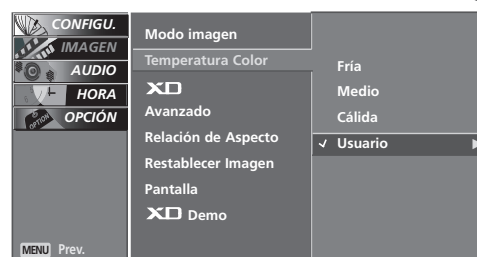 CONFIGU.
IMAGEN
AUDIO
HORA
OPCIÓN
OPTION
MENU Prev.
Modo imagen
Temperatura Color
XD
Avanzado
Relación de Aspecto
Restablecer Imagen
Pantalla
XD Demo
Fría
Medio
Cálida
✓ Usuario ▶